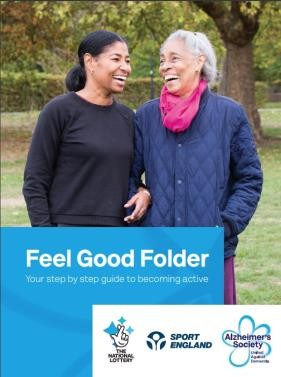 Feel Good Folder
Your step by step guide to becoming active
THE
NATIONAL
LOTTERY
SPORT
ENGLAND
Alzheimer's
Society
United
Against
Dementia